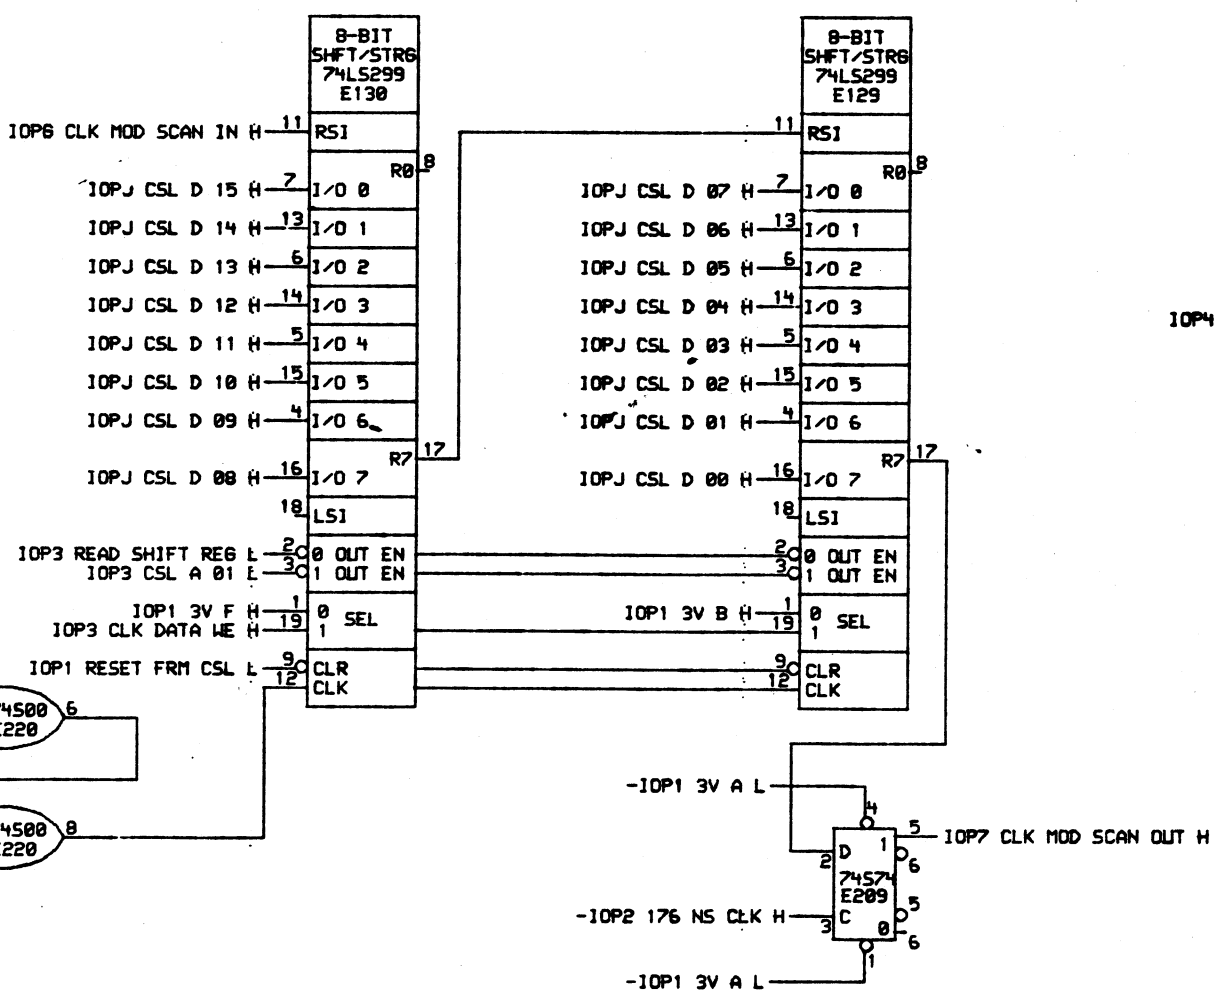 8-BIT
SHFT/STRG
74LS299
E130
IOP6 CLK MOD SCAN IN H 11 RSI
R0 8
IOPJ CSL D 15 H 7 I/O 0
IOPJ CSL D 14 H 13 I/O 1
IOPJ CSL D 13 H 6 I/O 2
IOPJ CSL D 12 H 14 I/O 3
IOPJ CSL D 11 H 5 I/O 4
IOPJ CSL D 10 H 15 I/O 5
IOPJ CSL D 09 H 4 I/O 6
R7 17
IOPJ CSL D 08 H 16 I/O 7
18 LSI
IOP3 READ SHIFT REG L 2 0 OUT EN
IOP3 CSL A 01 L 3 1 OUT EN
IOP1 3V F H 1 0 SEL
IOP3 CLK DATA WE H 19 1
IOP1 RESET FRM CSL L 9 CLR
12 CLK
74S00 6
E220
74S00 8
E220
8-BIT
SHFT/STRG
74LS299
E129
11 RSI
R0 8
IOPJ CSL D 07 H 7 I/O 0
IOPJ CSL D 06 H 13 I/O 1
IOPJ CSL D 05 H 6 I/O 2
IOPJ CSL D 04 H 14 I/O 3
IOPJ CSL D 03 H 5 I/O 4
IOPJ CSL D 02 H 15 I/O 5
IOPJ CSL D 01 H 4 I/O 6
R7 17
IOPJ CSL D 00 H 16 I/O 7
18 LSI
2 0 OUT EN
3 1 OUT EN
IOP1 3V B H 1 0 SEL
19 1
9 CLR
12 CLK
IOP4
-IOP1 3V A L 4
5 IOP7 CLK MOD SCAN OUT H
2 D 1 6
74S74
E209
-IOP2 176 NS CLK H 3 C 5
0 6
-IOP1 3V A L 1